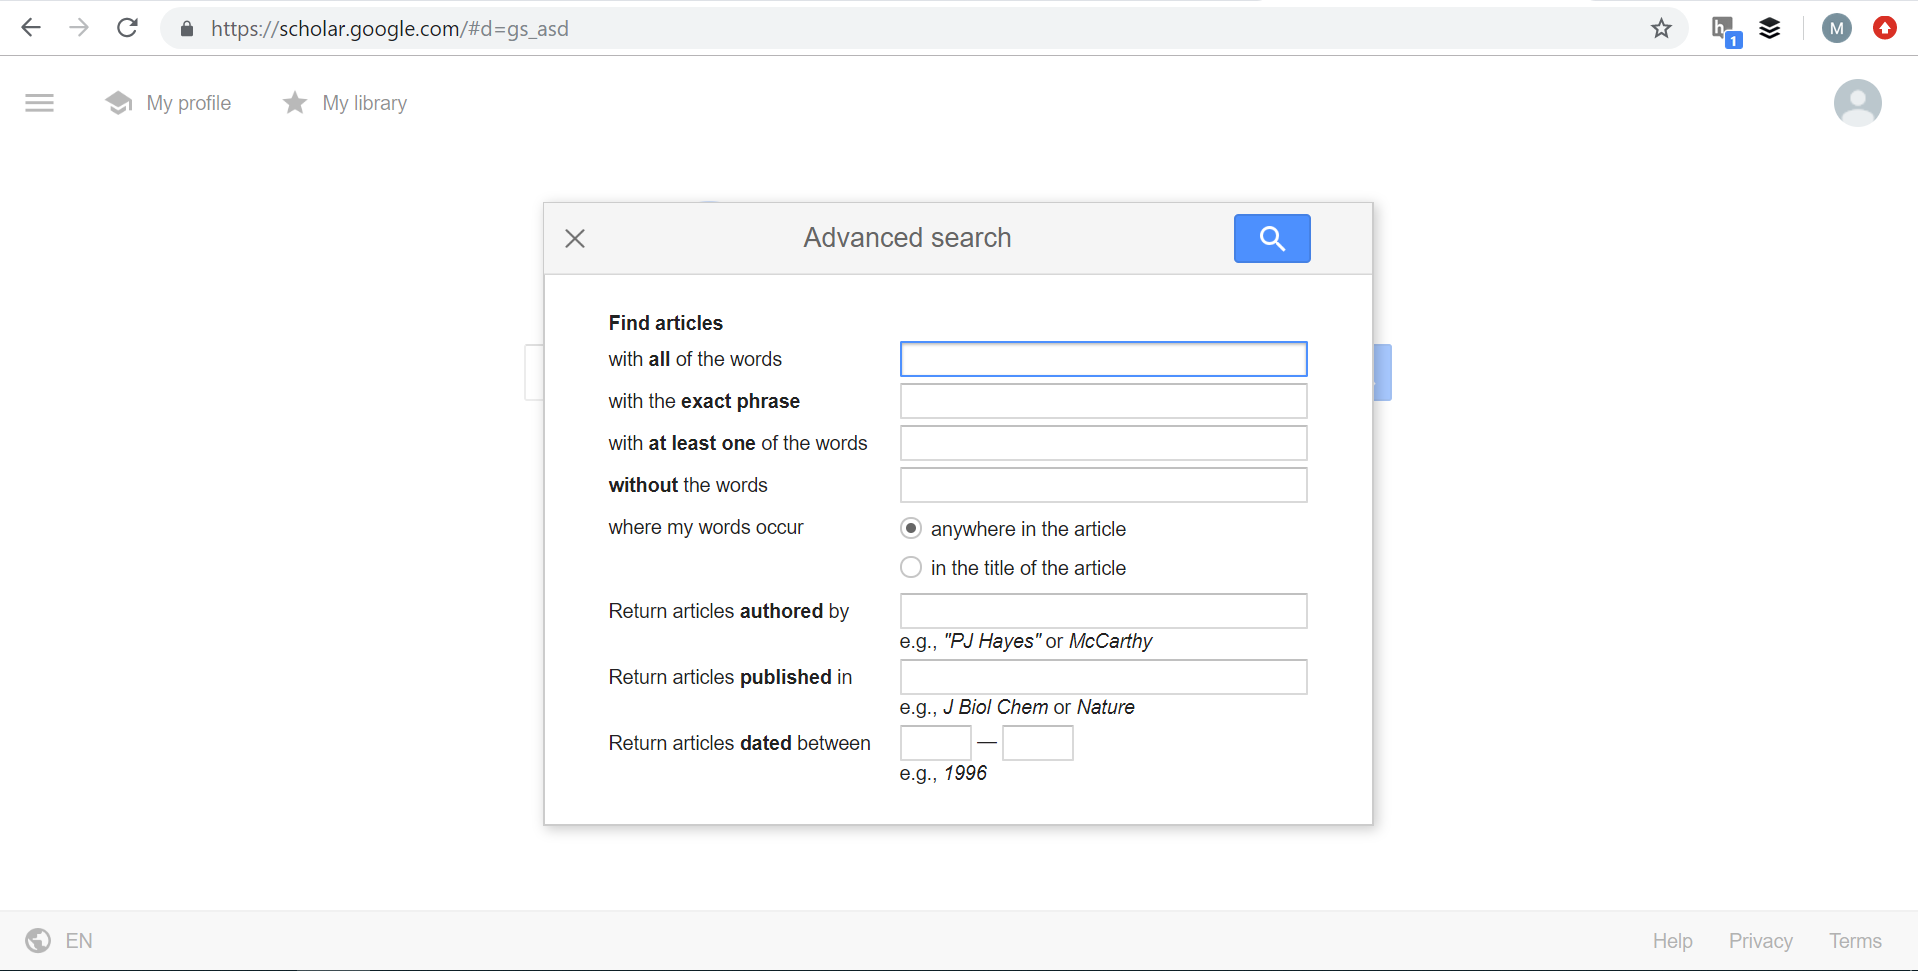 https://scholar.google.com/#d=gs_asd
1
M
My profile
My library
Advanced search
Find articles
with all of the words
with the exact phrase
with at least one of the words
without the words
where my words occur
anywhere in the article
in the title of the article
Return articles authored by
e.g., "PJ Hayes" or McCarthy
Return articles published in
e.g., J Biol Chem or Nature
Return articles dated between
—
e.g., 1996
EN
Help
Privacy
Terms